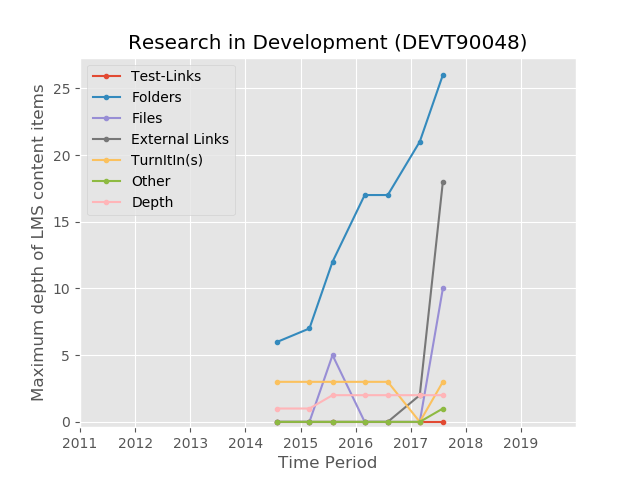 Research in Development (DEVT90048)
Test-Links
Folders
Files
External Links
TurnItIn(s)
Other
Depth
Maximum depth of LMS content items
25
20
15
10
5
0
2011 2012 2013 2014 2015 2016 2017 2018 2019
Time Period